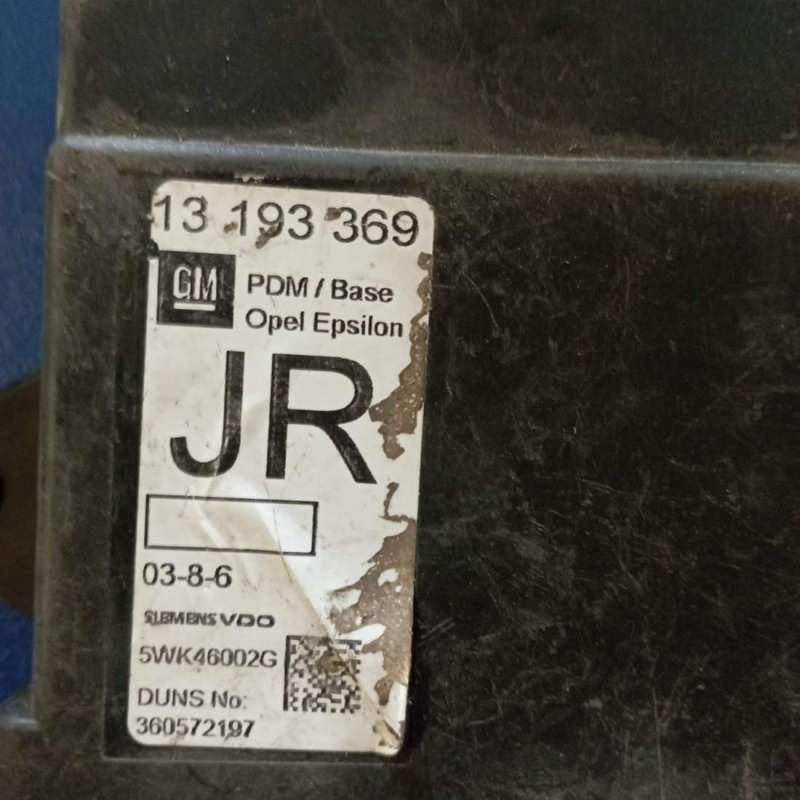 13 193 369
GM
PDM / Base
Opel Epsilon
JR
03-8-6
SIEMENS VDO
5WK46002G
DUNS No:
360572197